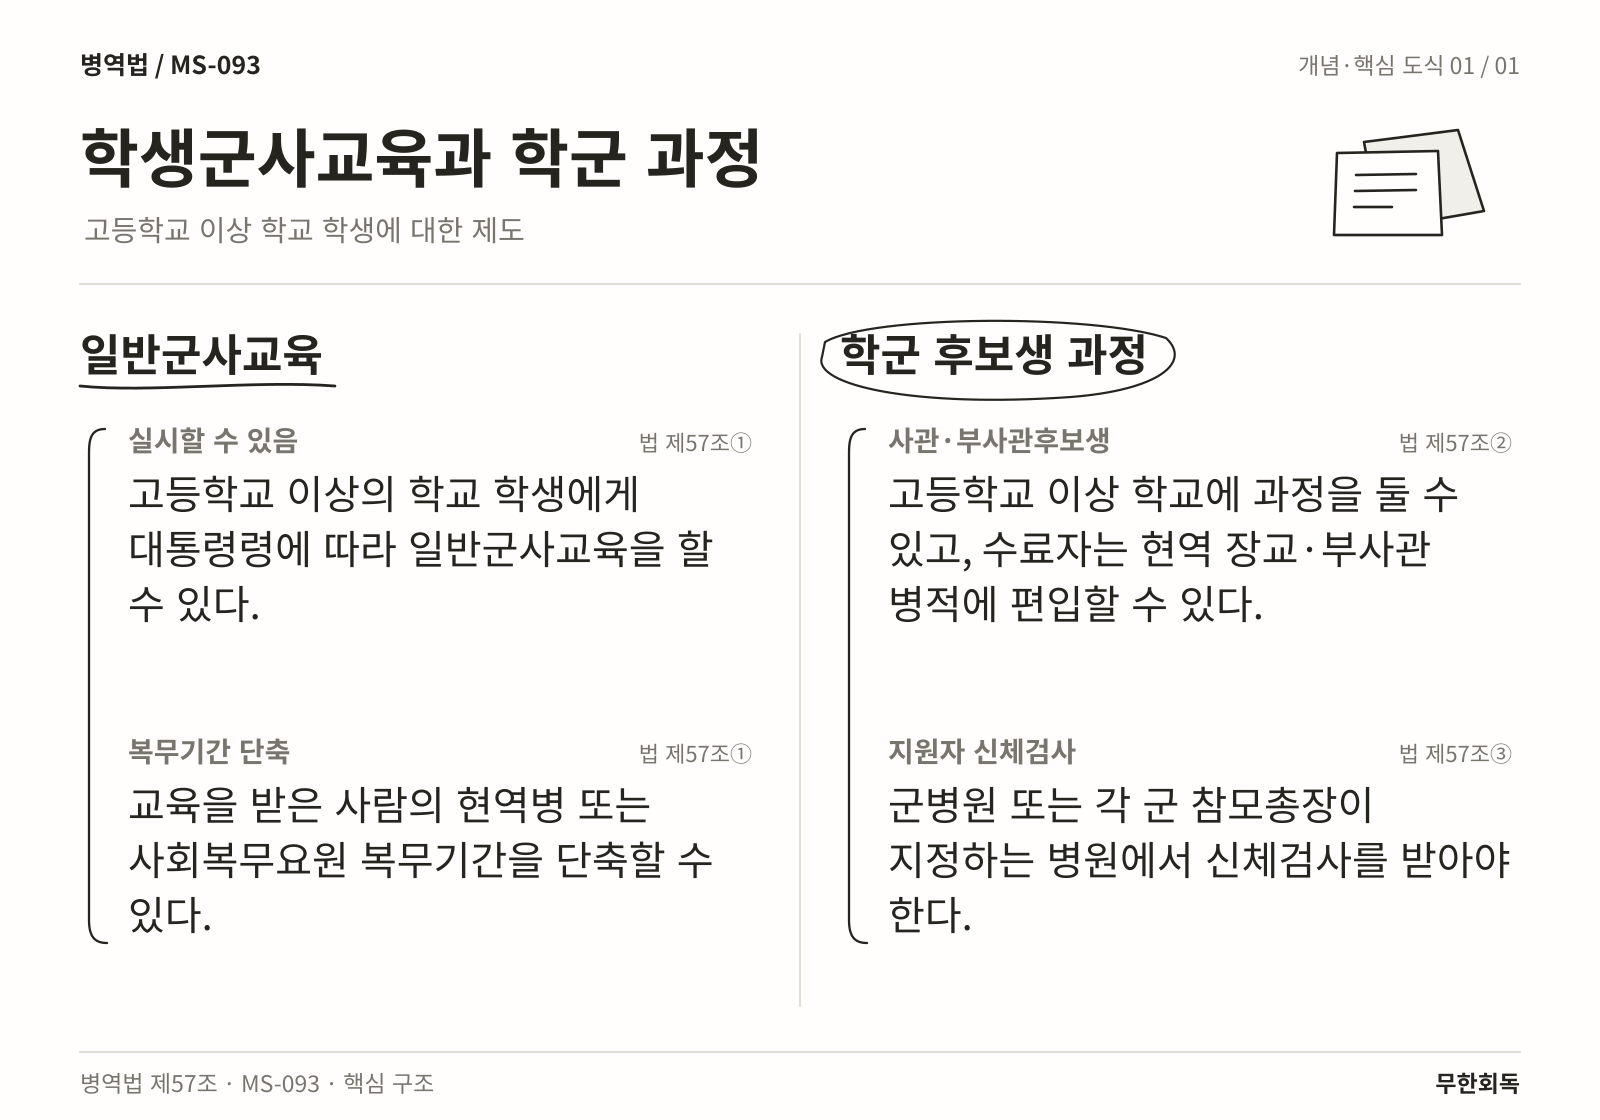 병역법 / MS-093
개념·핵심 도식 01 / 01
학생군사교육과 학군 과정
고등학교 이상 학교 학생에 대한 제도
일반군사교육
실시할 수 있음
법 제57조①
고등학교 이상의 학교 학생에게
대통령령에 따라 일반군사교육을 할
수 있다.
복무기간 단축
법 제57조①
교육을 받은 사람의 현역병 또는
사회복무요원 복무기간을 단축할 수
있다.
학군 후보생 과정
사관·부사관후보생
법 제57조②
고등학교 이상 학교에 과정을 둘 수
있고, 수료자는 현역 장교·부사관
병적에 편입할 수 있다.
지원자 신체검사
법 제57조③
군병원 또는 각 군 참모총장이
지정하는 병원에서 신체검사를 받아야
한다.
병역법 제57조 · MS-093 · 핵심 구조
무한회독